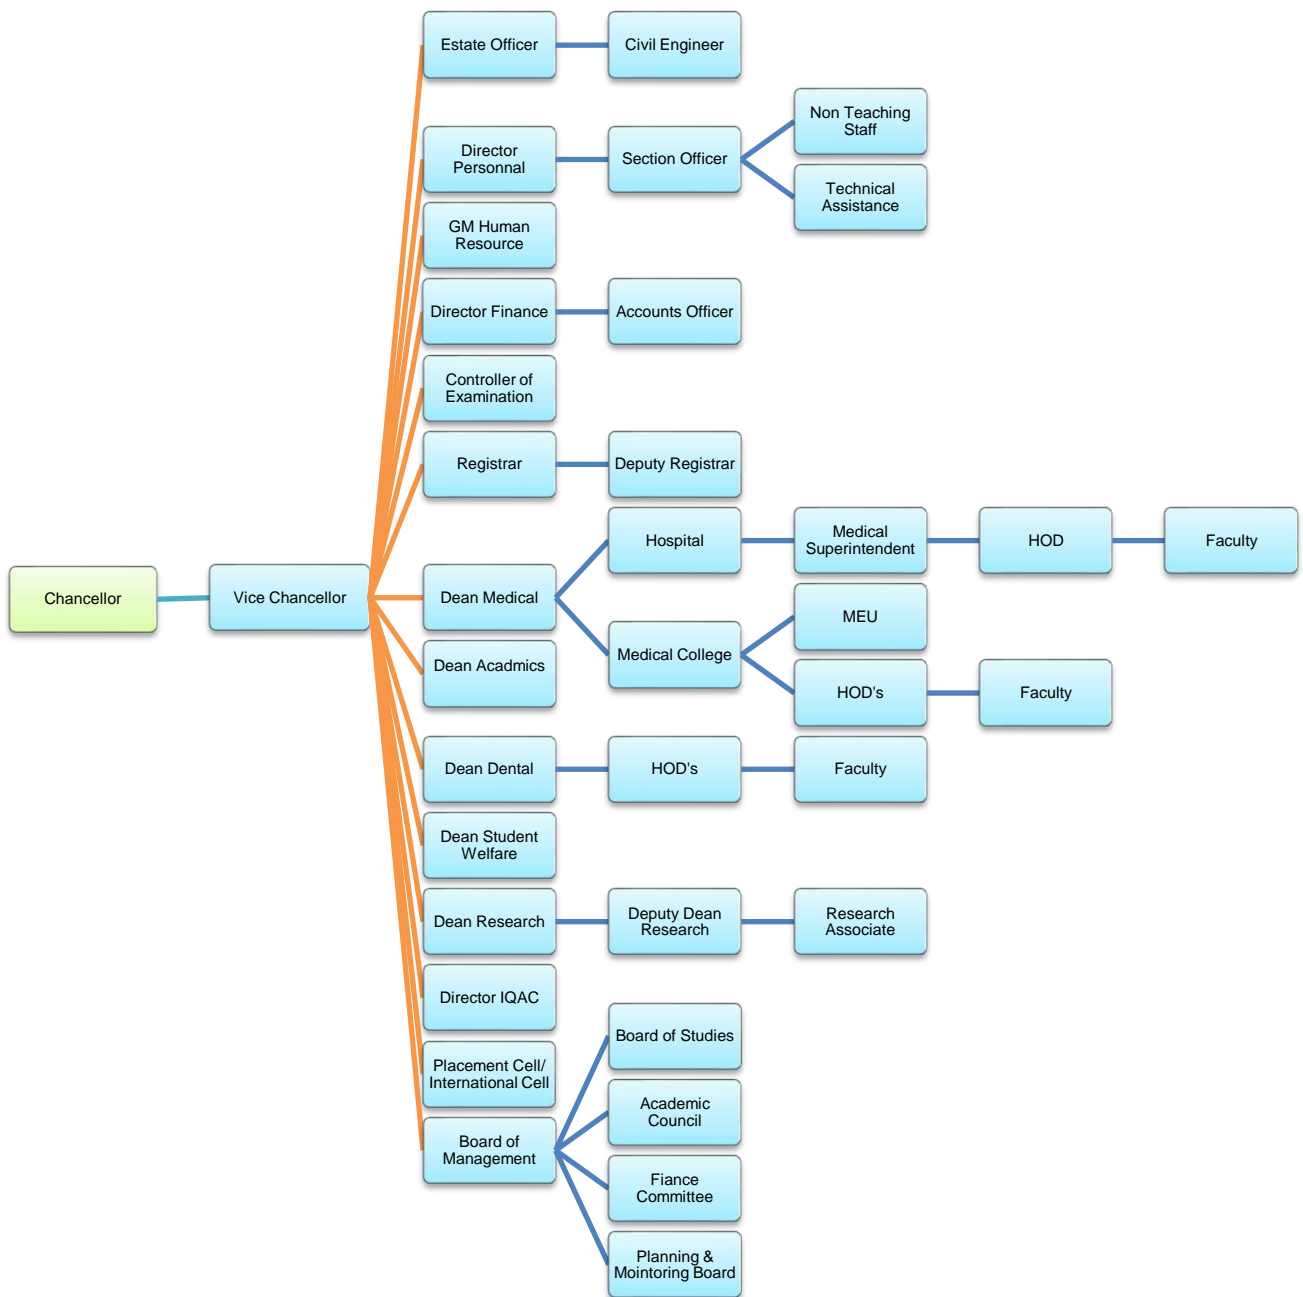 Estate Officer
Civil Engineer
Non Teaching
Staff
Director
Personnal
Section Officer
Technical
Assistance
GM Human
Resource
Director Finance
Accounts Officer
Controller of
Examination
Registrar
Deputy Registrar
Hospital
Medical
Superintendent
HOD
Faculty
Chancellor
Vice Chancellor
Dean Medical
MEU
Medical College
Dean Acadmics
HOD's
Faculty
Dean Dental
HOD's
Faculty
Dean Student
Welfare
Dean Research
Deputy Dean
Research
Research
Associate
Director IQAC
Board of Studies
Placement Cell/
International Cell
Academic
Council
Board of
Management
Fiance
Committee
Planning &
Mointoring Board